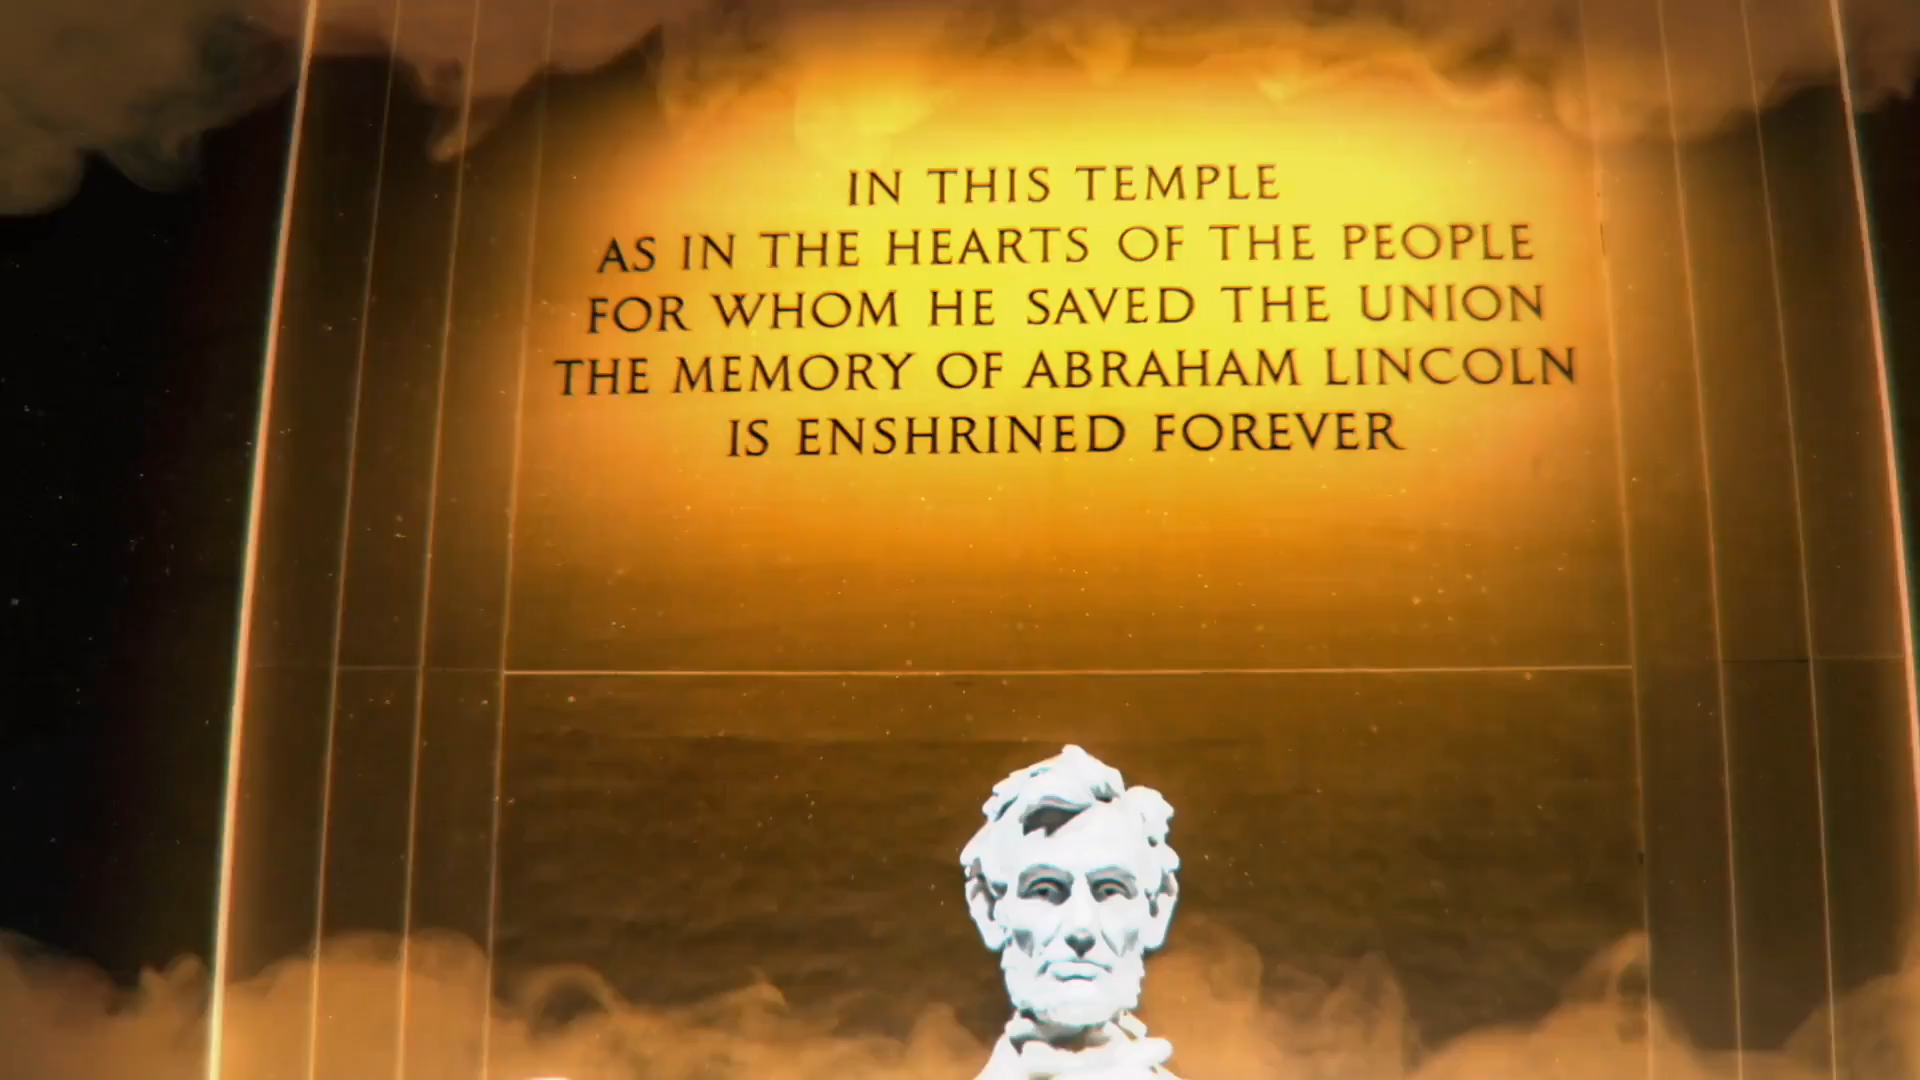 IN THIS TEMPLE
AS IN THE HEARTS OF THE PEOPLE
FOR WHOM HE SAVED THE UNION
THE MEMORY OF ABRAHAM LINCOLN
IS ENSHRINED FOREVER